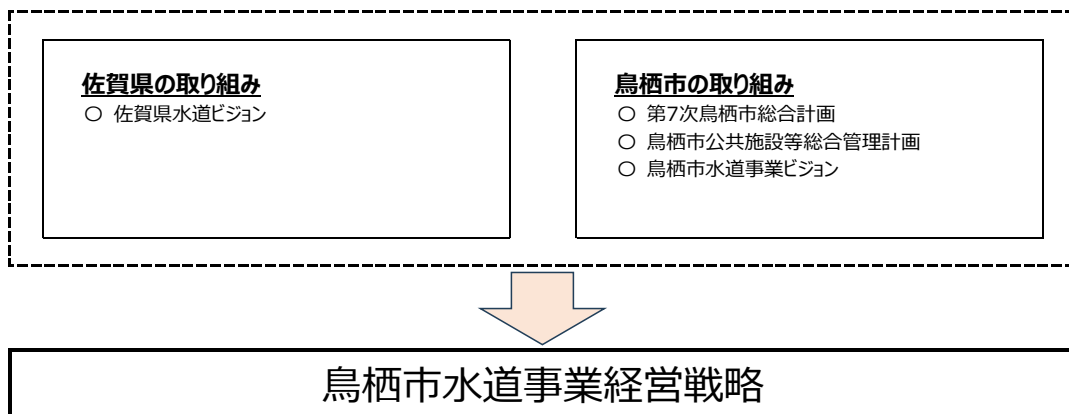 佐賀県の取り組み
○ 佐賀県水道ビジョン
鳥栖市の取り組み
○ 第7次鳥栖市総合計画
○ 鳥栖市公共施設等総合管理計画
○ 鳥栖市水道事業ビジョン
鳥栖市水道事業経営戦略